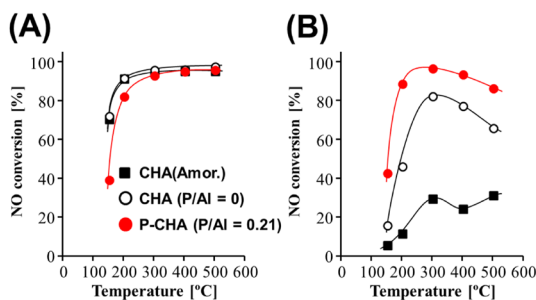 (A)
(B)
100
80
60
40
20
0
NO conversion [%]
CHA(Amor.)
CHA (P/Al = 0)
P-CHA (P/Al = 0.21)
0 100 200 300 400 500 600
Temperature [ºC]
100
80
60
40
20
0
NO conversion [%]
0 100 200 300 400 500 600
Temperature [ºC]